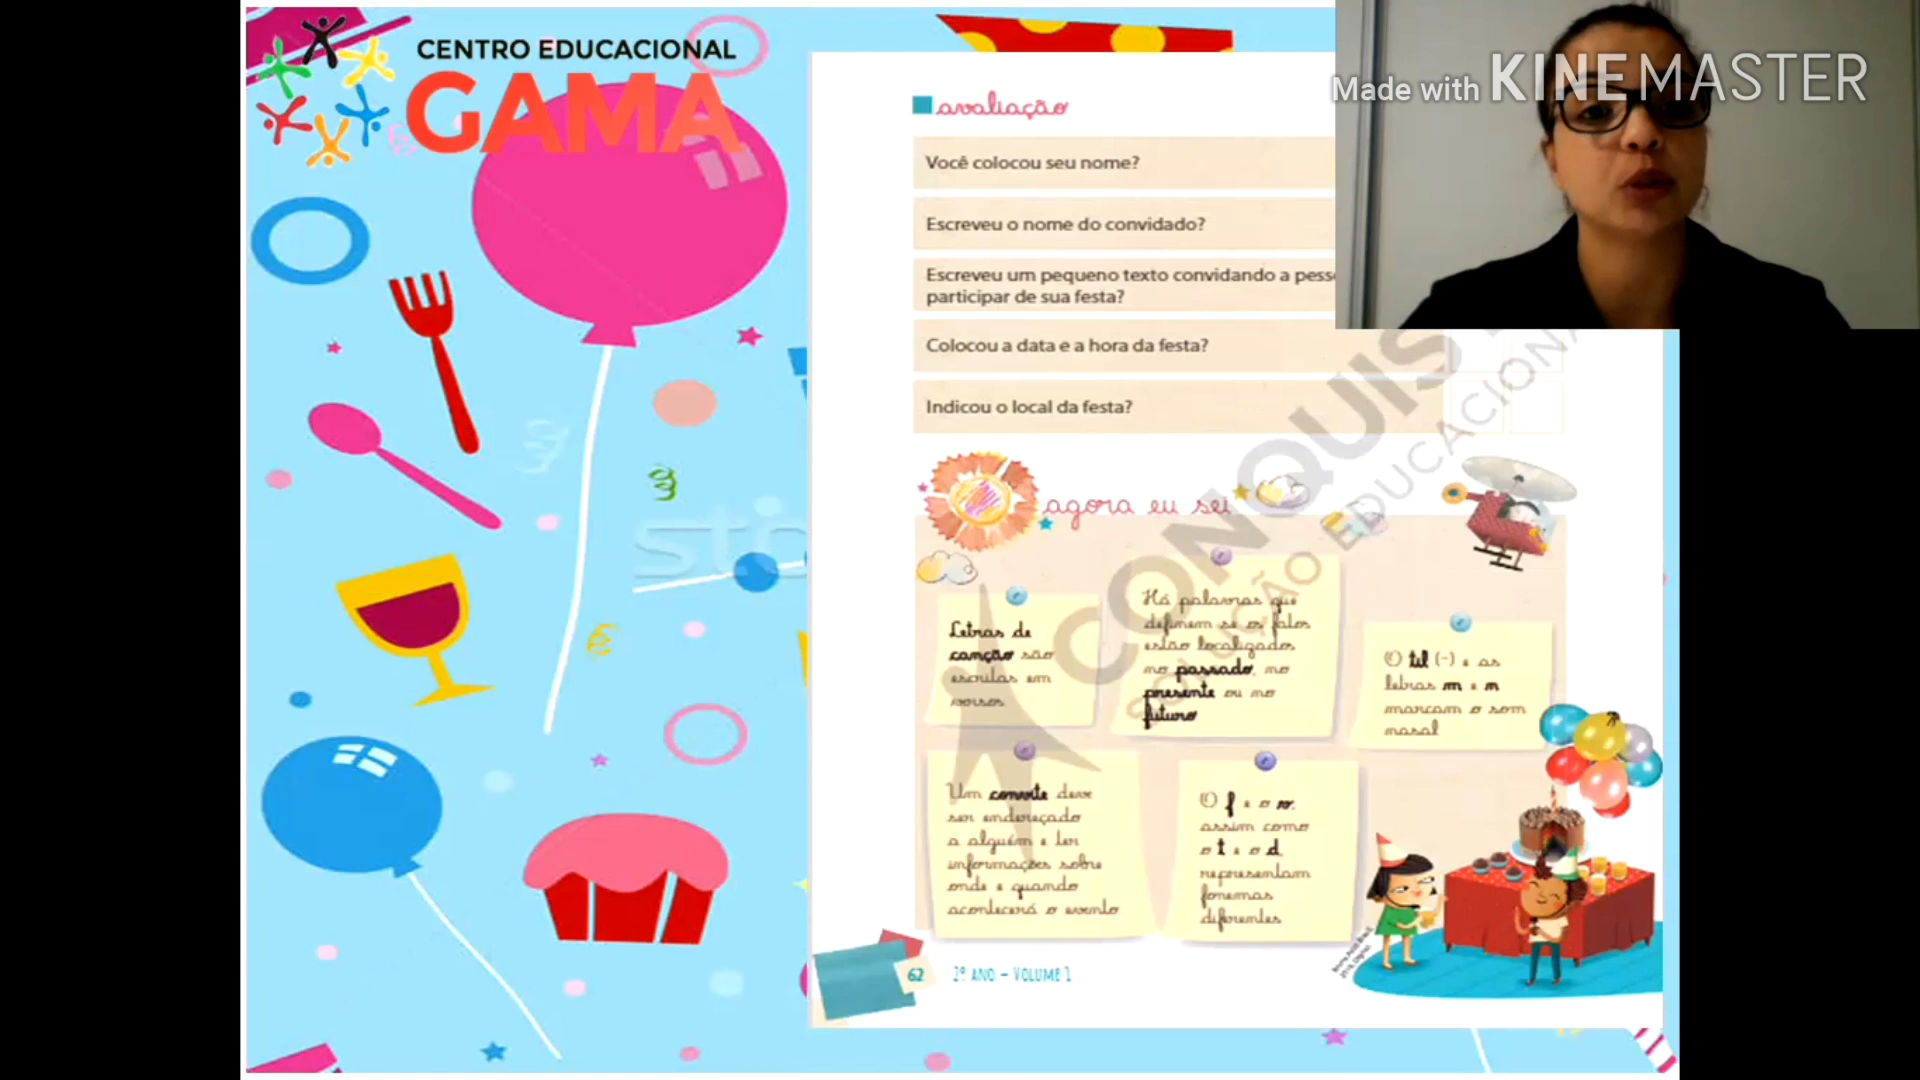 CENTRO EDUCACIONAL
GAMA
Made with KINEMASTER
avaliação
Você colocou seu nome?
Escreveu o nome do convidado?
Escreveu um pequeno texto convidando a pess
participar de sua festa?
Colocou a data e a hora da festa?
Indicou o local da festa?
agora eu sei
Letras de
canção são
escritas em
versos
Há palavras que
definem se os fatos
estão localizados
no passado, no
presente ou no
futuro
O til (~) e as
letras m e n
marcam o som
nasal
Um convite deve
ser endereçado
a alguém e ter
informações sobre
onde e quando
acontecerá o evento
O f e o v,
assim como
o t e o d,
representam
fonemas
diferentes
CONQUIS
SOLUÇÃO EDUCACIONA
sto
62
2º ANO – VOLUME 1